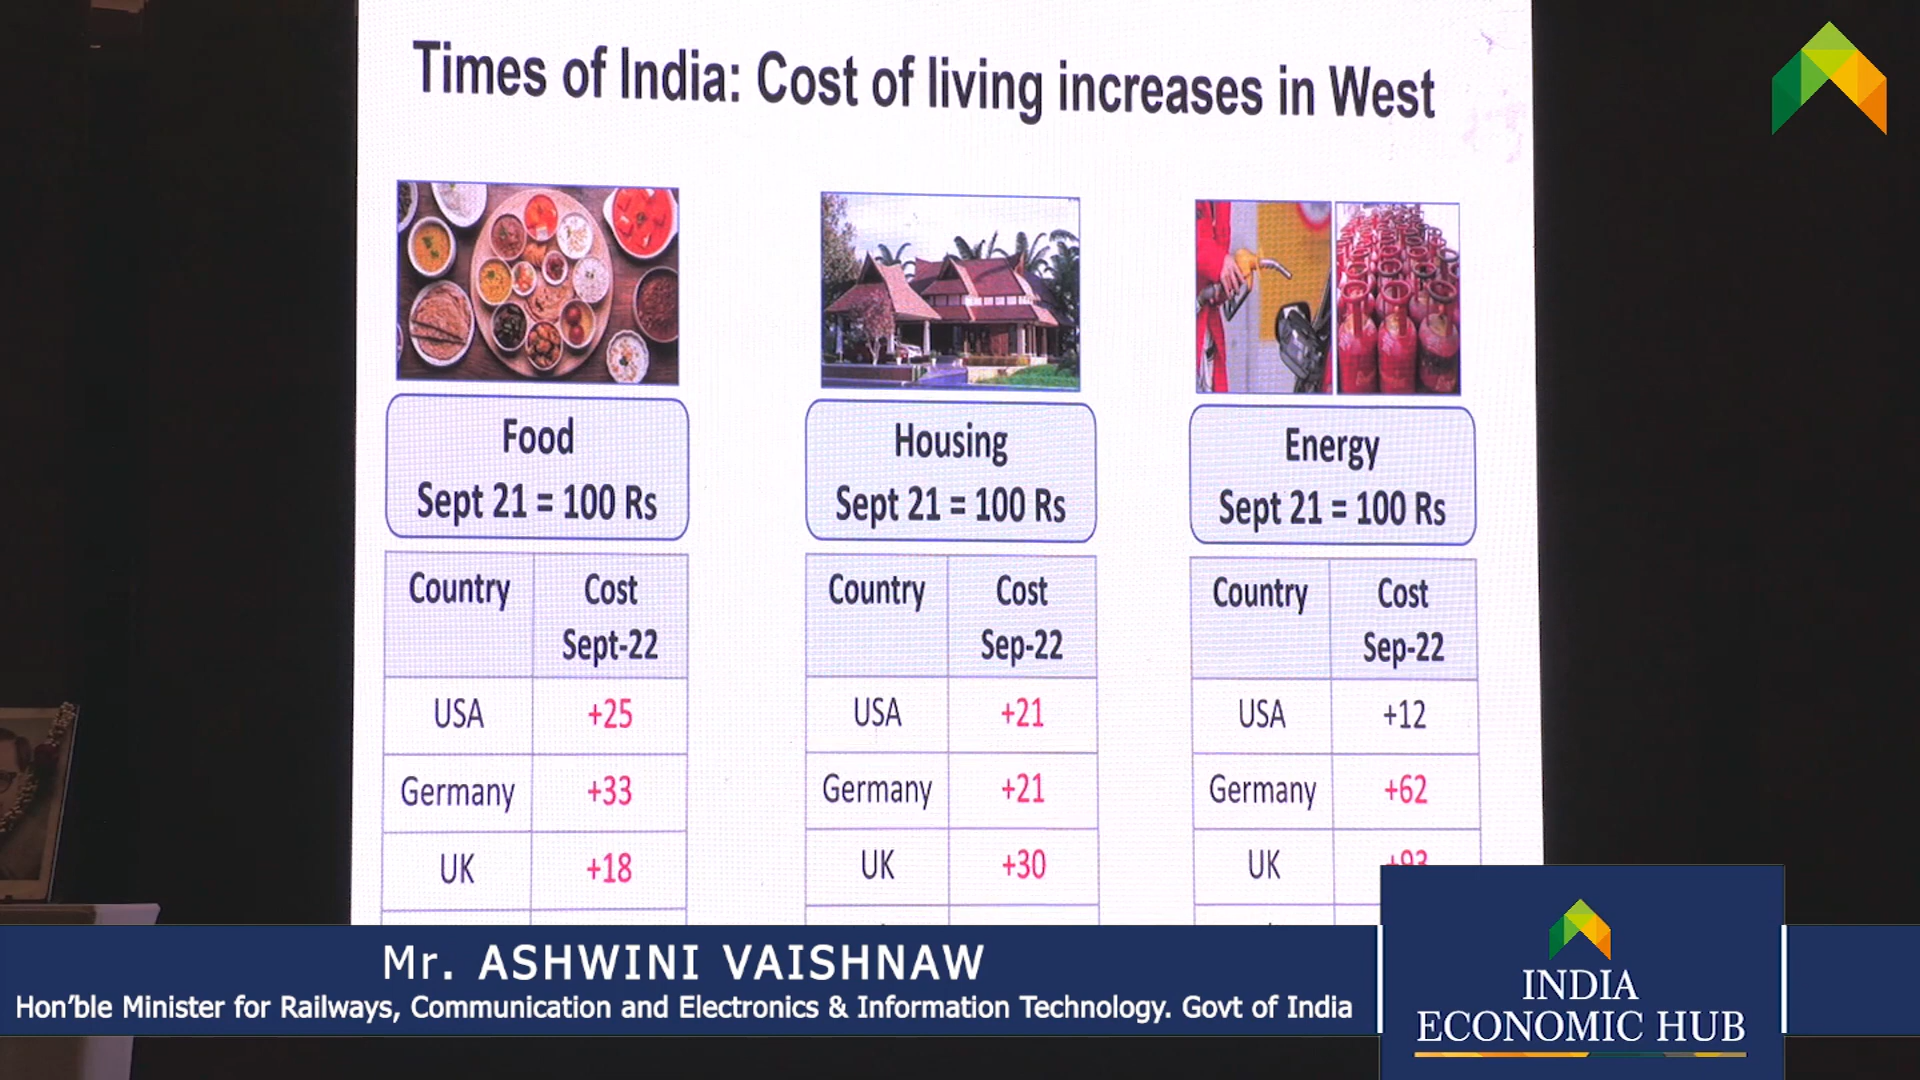 Times of India: Cost of living increases in West
Food
Sept 21 = 100 Rs
Country Cost Sept-22
USA +25
Germany +33
UK +18
Housing
Sept 21 = 100 Rs
Country Cost Sep-22
USA +21
Germany +21
UK +30
Energy
Sept 21 = 100 Rs
Country Cost Sep-22
USA +12
Germany +62
UK +93
Mr. ASHWINI VAISHNAW
Hon’ble Minister for Railways, Communication and Electronics & Information Technology. Govt of India
INDIA
ECONOMIC HUB